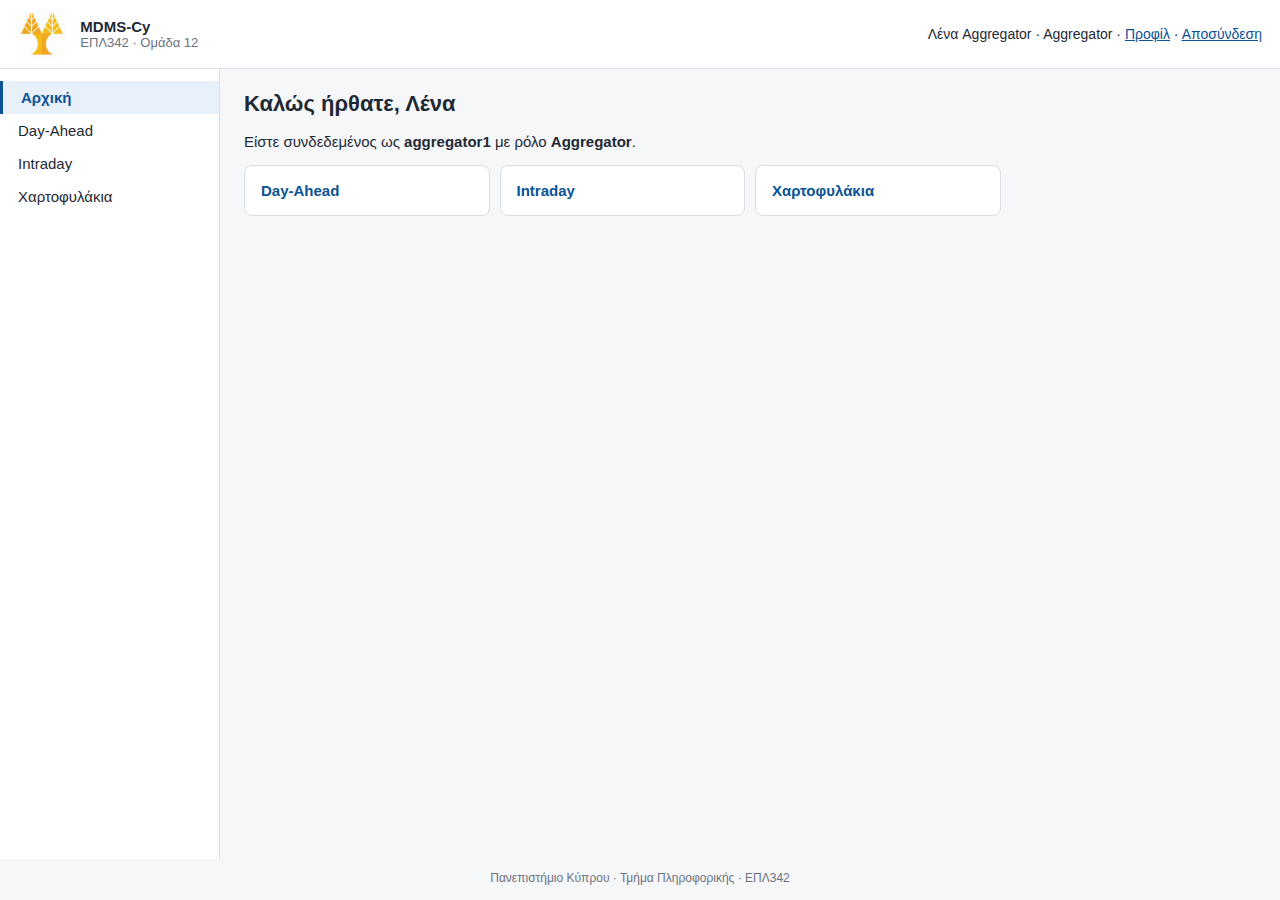 MDMS-Cy
ΕΠΛ342 · Ομάδα 12
Λένα Aggregator · Aggregator · Προφίλ · Αποσύνδεση
Αρχική
Day-Ahead
Intraday
Χαρτοφυλάκια
Καλώς ήρθατε, Λένα
Είστε συνδεδεμένος ως aggregator1 με ρόλο Aggregator.
Day-Ahead
Intraday
Χαρτοφυλάκια
Πανεπιστήμιο Κύπρου · Τμήμα Πληροφορικής · ΕΠΛ342